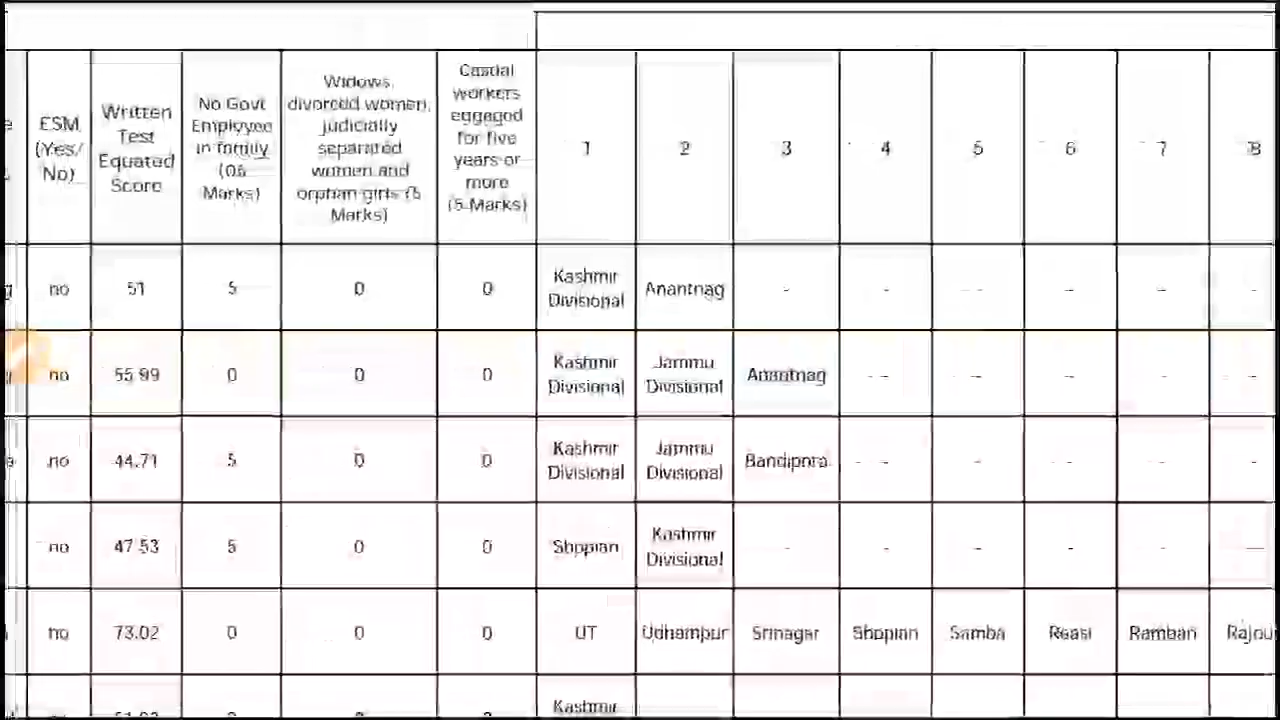 ESM (Yes/ No) Written Test Equated Score No Govt Employee in family (05 Marks) Widows, divorced women, judicially separated women and orphan girls (5 Marks) Casual workers engaged for five years or more (5 Marks) 1 2 3 4 5 6 7 8
no 51 5 0 0 Kashmir Divisional Anantnag - - - - - -
no 55.99 0 0 0 Kashmir Divisional Jammu Divisional Anantnag - - - - -
no 44.71 5 0 0 Kashmir Divisional Jammu Divisional Bandipora - - - - -
no 47.53 5 0 0 Shopian Kashmir Divisional - - - - - -
no 73.02 0 0 0 UT Udhampur Srinagar Shopian Samba Reasi Ramban Rajou
Kashmir